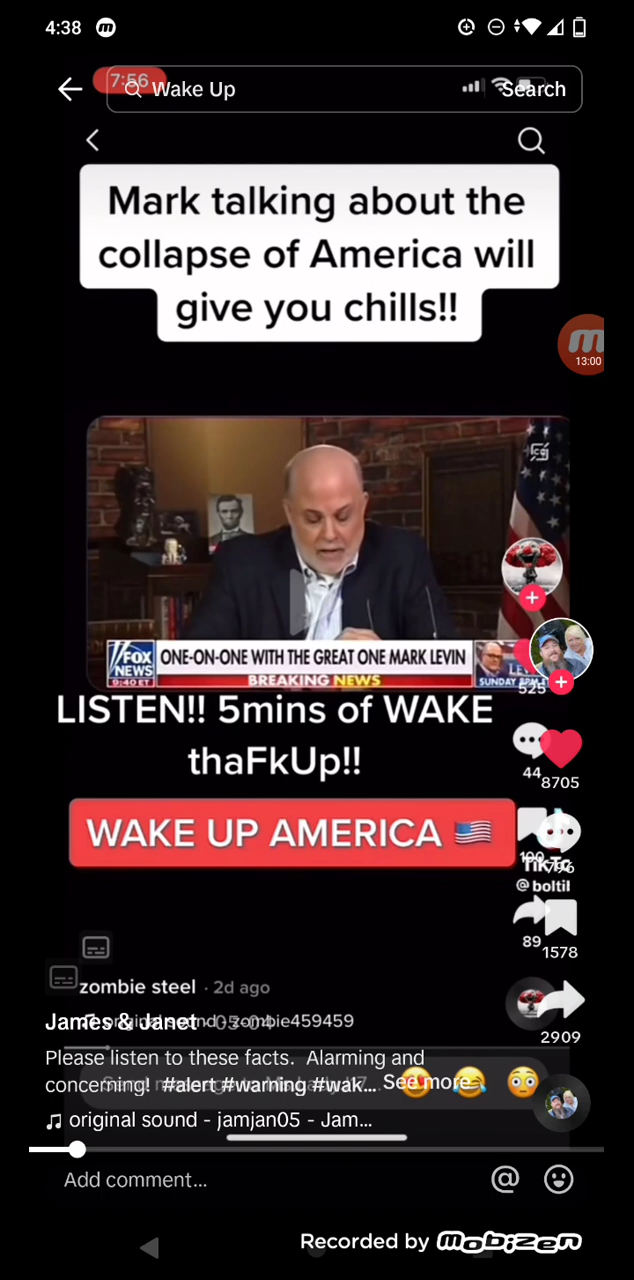 4:38
7:56
Wake Up
Search
Mark talking about the
collapse of America will
give you chills!!
13:00
FOX
NEWS
9:40 ET
ONE-ON-ONE WITH THE GREAT ONE MARK LEVIN
BREAKING NEWS
SUNDAY
525
LISTEN!! 5mins of WAKE
thaFkUp!!
44
8705
WAKE UP AMERICA
TikTo
@boltil
89
1578
zombie steel · 2d ago
James & Janet
zombie459459
2909
Please listen to these facts. Alarming and
concerning! #alert #warning #wak... See more
original sound - jamjan05 - Jam...
Add comment...
@
Recorded by mobizen